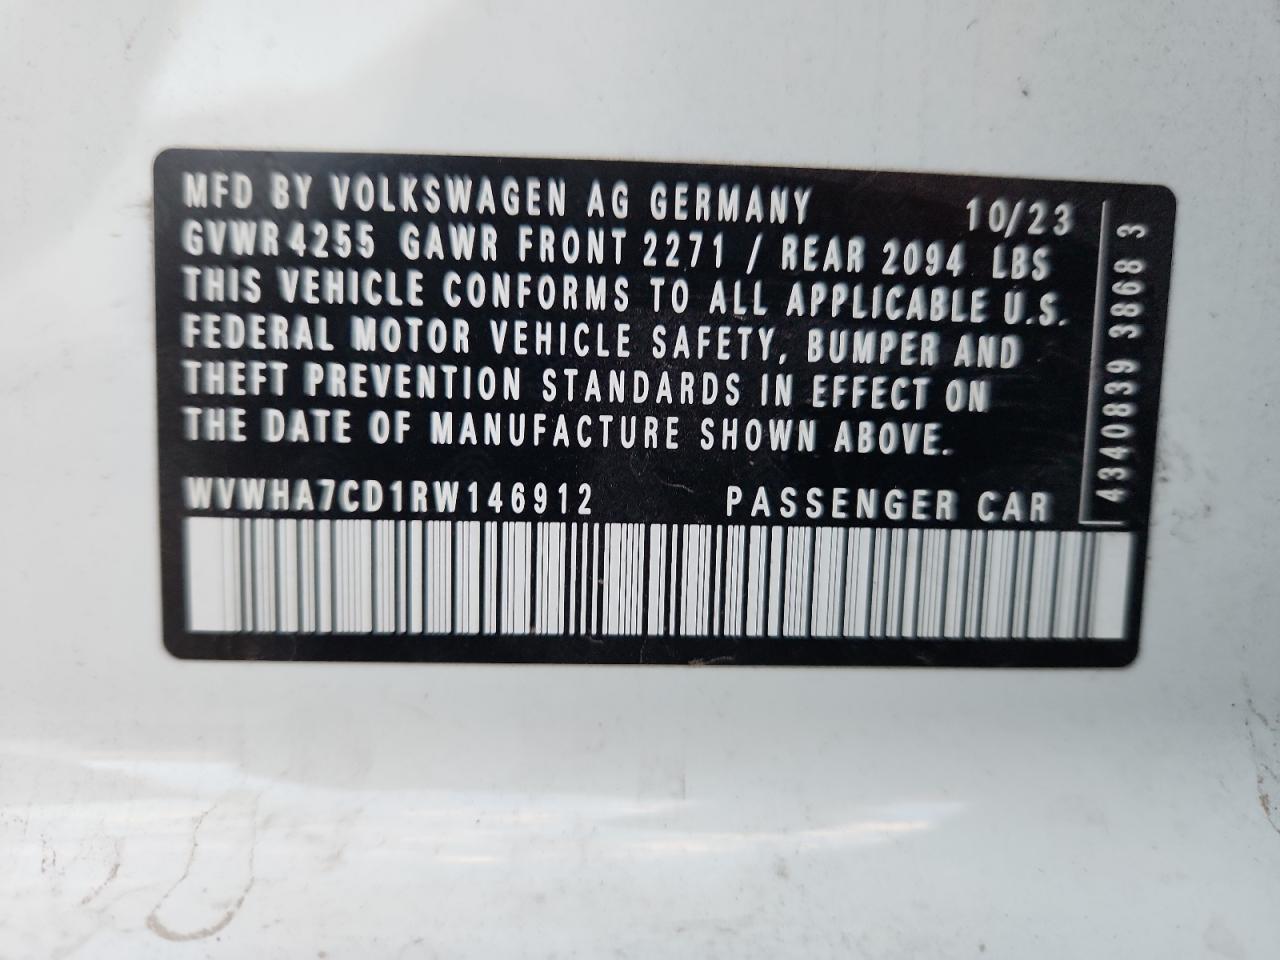 MFD BY VOLKSWAGEN AG GERMANY 10/23
GVWR 4255 GAWR FRONT 2271 / REAR 2094 LBS
THIS VEHICLE CONFORMS TO ALL APPLICABLE U.S.
FEDERAL MOTOR VEHICLE SAFETY, BUMPER AND
THEFT PREVENTION STANDARDS IN EFFECT ON
THE DATE OF MANUFACTURE SHOWN ABOVE.
WVWHA7CD1RW146912 PASSENGER CAR
4340839 3868 3